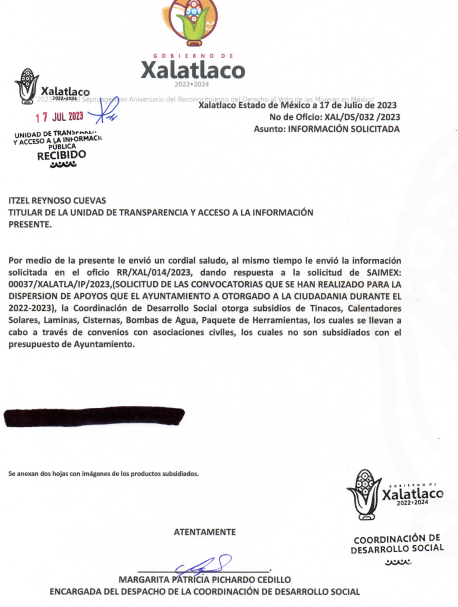 GOBIERNO DE
Xalatlaco
2022•2024
Xalatlaco
2022•2024
2023. Septuagésimo Aniversario del Reconocimiento del Derecho al Voto de las Mujeres en México
Xalatlaco Estado de México a 17 de Julio de 2023
17 JUL 2023
No de Oficio: XAL/DS/032 /2023
Asunto: INFORMACIÓN SOLICITADA
UNIDAD DE
Y ACCESO A LA
PÚBLICA
RECIBIDO
ITZEL REYNOSO CUEVAS
TITULAR DE LA UNIDAD DE TRANSPARENCIA Y ACCESO A LA INFORMACIÓN
PRESENTE.
Por medio de la presente le envió un cordial saludo, al mismo tiempo le envió la información
solicitada en el oficio RR/XAL/014/2023, dando respuesta a la solicitud de SAIMEX:
00037/XALATLA/IP/2023,(SOLICITUD DE LAS CONVOCATORIAS QUE SE HAN REALIZADO PARA LA
DISPERSION DE APOYOS QUE EL AYUNTAMIENTO A OTORGADO A LA CIUDADANIA DURANTE EL
2022-2023), la Coordinación de Desarrollo Social otorga subsidios de Tinacos, Calentadores
Solares, Laminas, Cisternas, Bombas de Agua, Paquete de Herramientas, los cuales se llevan a
cabo a través de convenios con asociaciones civiles, los cuales no son subsidiados con el
presupuesto de Ayuntamiento.
Se anexan dos hojas con imágenes de los productos subsidiados.
GOBIERNO DE
Xalatlaco
2022•2024
COORDINACIÓN DE
DESARROLLO SOCIAL
ATENTAMENTE
MARGARITA PATRICIA PICHARDO CEDILLO
ENCARGADA DEL DESPACHO DE LA COORDINACIÓN DE DESARROLLO SOCIAL